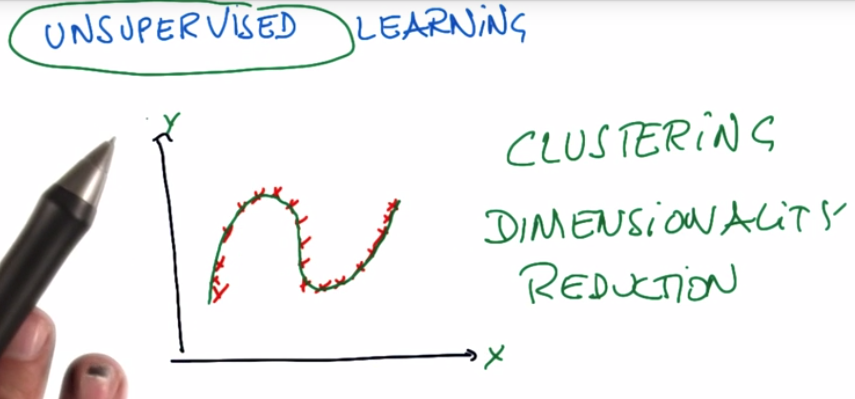 UNSUPERVISED LEARNING
Y
CLUSTERING
DIMENSIONALITY
REDUCTION
X